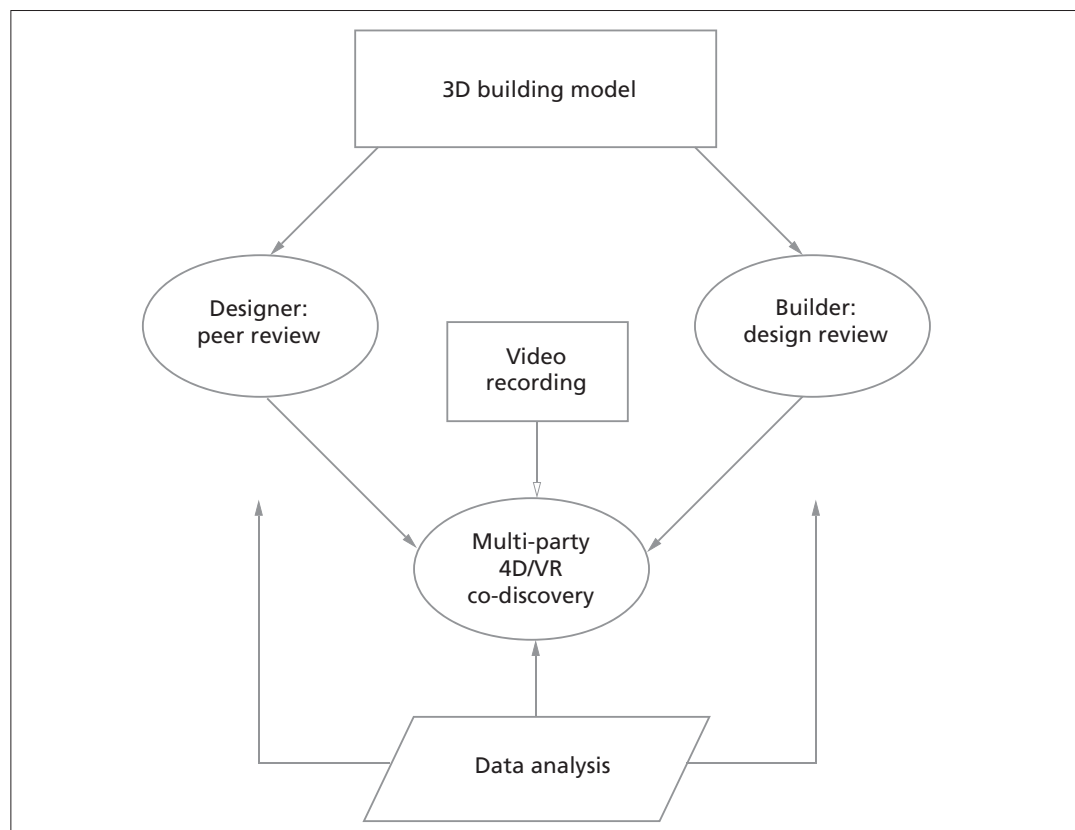 3D building model
Designer:
peer review
Builder:
design review
Video
recording
Multi-party
4D/VR
co-discovery
Data analysis